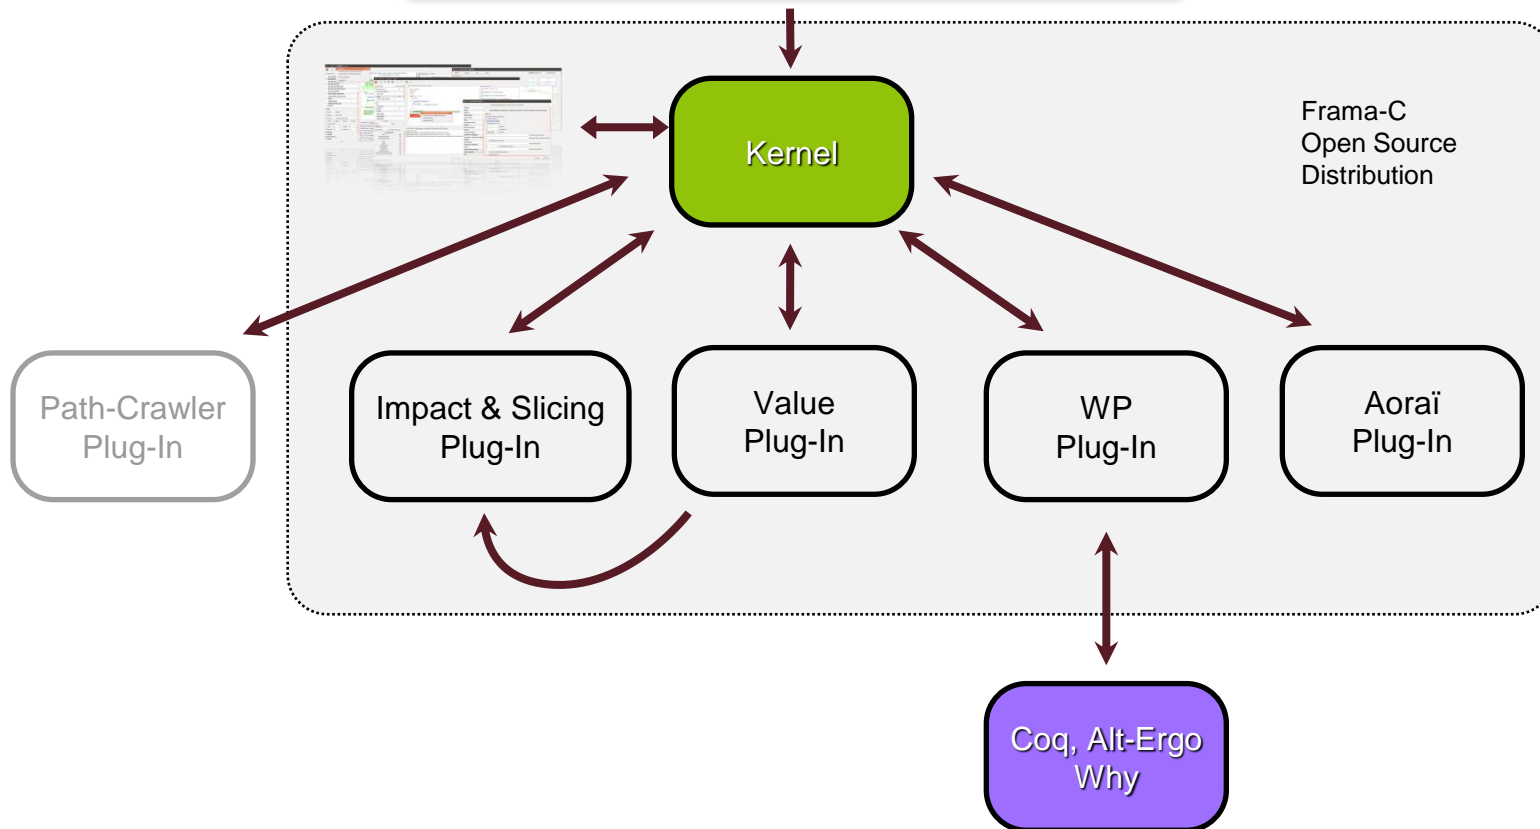 Frama-C
Open Source
Distribution
Kernel
Path-Crawler
Plug-In
Impact & Slicing
Plug-In
Value
Plug-In
WP
Plug-In
Aoraï
Plug-In
Coq, Alt-Ergo
Why